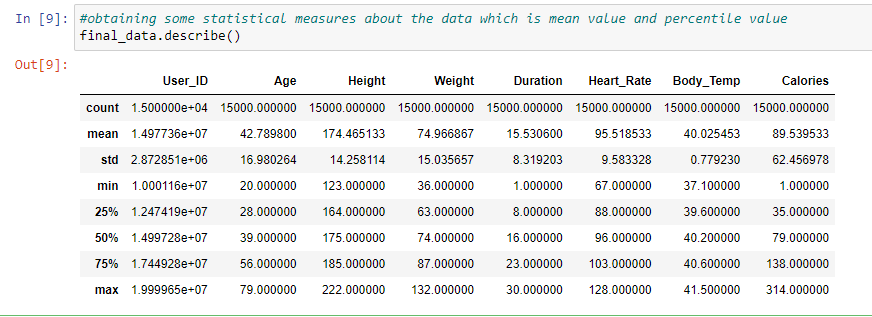 In [9]: #obtaining some statistical measures about the data which is mean value and percentile value
final_data.describe()
Out[9]:
User_ID Age Height Weight Duration Heart_Rate Body_Temp Calories
count 1.500000e+04 15000.000000 15000.000000 15000.000000 15000.000000 15000.000000 15000.000000 15000.000000
mean 1.497736e+07 42.789800 174.465133 74.966867 15.530600 95.518533 40.025453 89.539533
std 2.872851e+06 16.980264 14.258114 15.035657 8.319203 9.583328 0.779230 62.456978
min 1.000116e+07 20.000000 123.000000 36.000000 1.000000 67.000000 37.100000 1.000000
25% 1.247419e+07 28.000000 164.000000 63.000000 8.000000 88.000000 39.600000 35.000000
50% 1.499728e+07 39.000000 175.000000 74.000000 16.000000 96.000000 40.200000 79.000000
75% 1.744928e+07 56.000000 185.000000 87.000000 23.000000 103.000000 40.600000 138.000000
max 1.999965e+07 79.000000 222.000000 132.000000 30.000000 128.000000 41.500000 314.000000